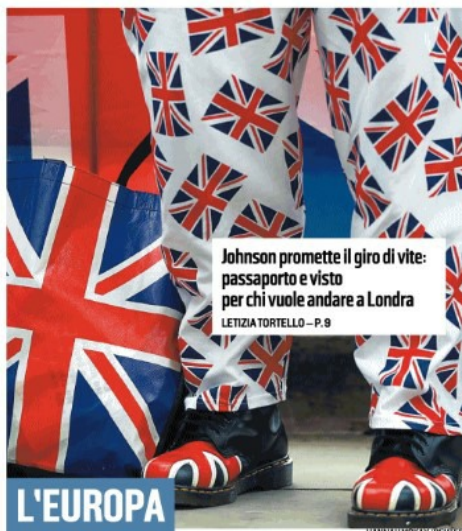 Johnson promette il giro di vite:
passaporto e visto
per chi vuole andare a Londra
LETIZIA TORTELLO – P. 9
L'EUROPA